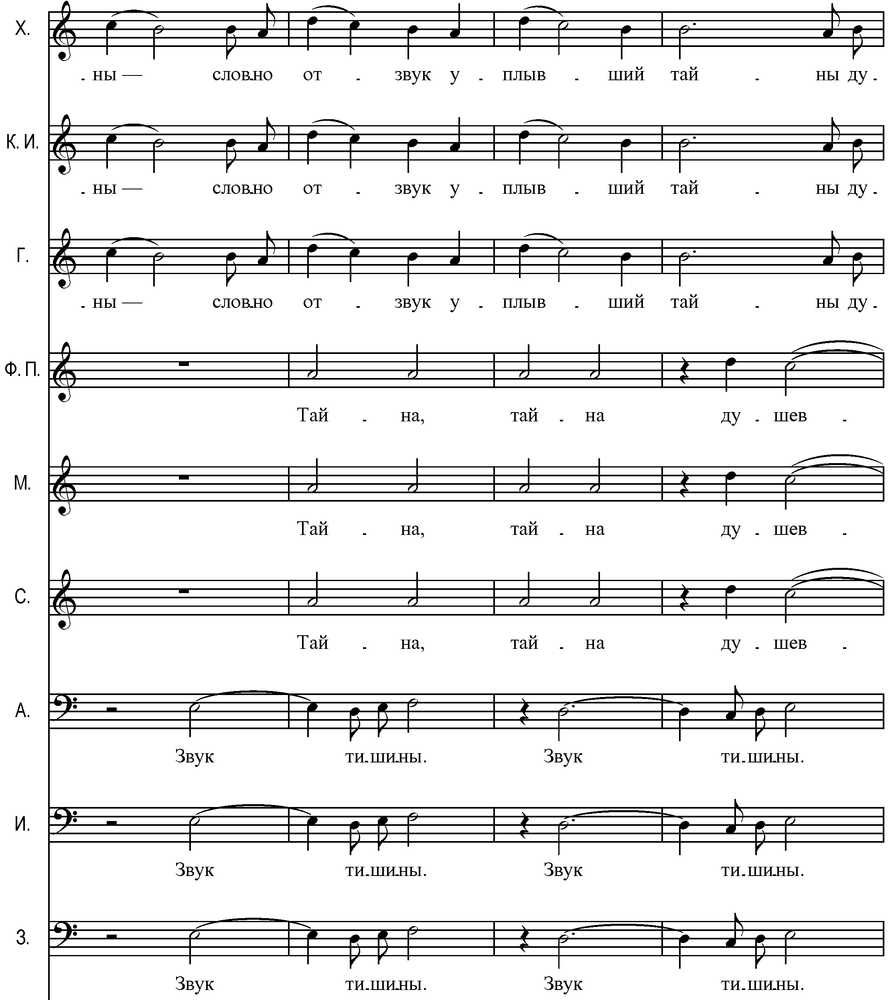 Х.
. ны — слов.но от . звук у . плыв . ший тай . ны ду.
К. И.
. ны — слов.но от . звук у . плыв . ший тай . ны ду.
Г.
. ны — слов.но от . звук у . плыв . ший тай . ны ду.
Ф. П.
Тай . на, тай . на ду . шев .
М.
Тай . на, тай . на ду . шев .
С.
Тай . на, тай . на ду . шев .
А.
Звук ти.ши.ны. Звук ти.ши.ны.
И.
Звук ти.ши.ны. Звук ти.ши.ны.
З.
Звук ти.ши.ны. Звук ти.ши.ны.